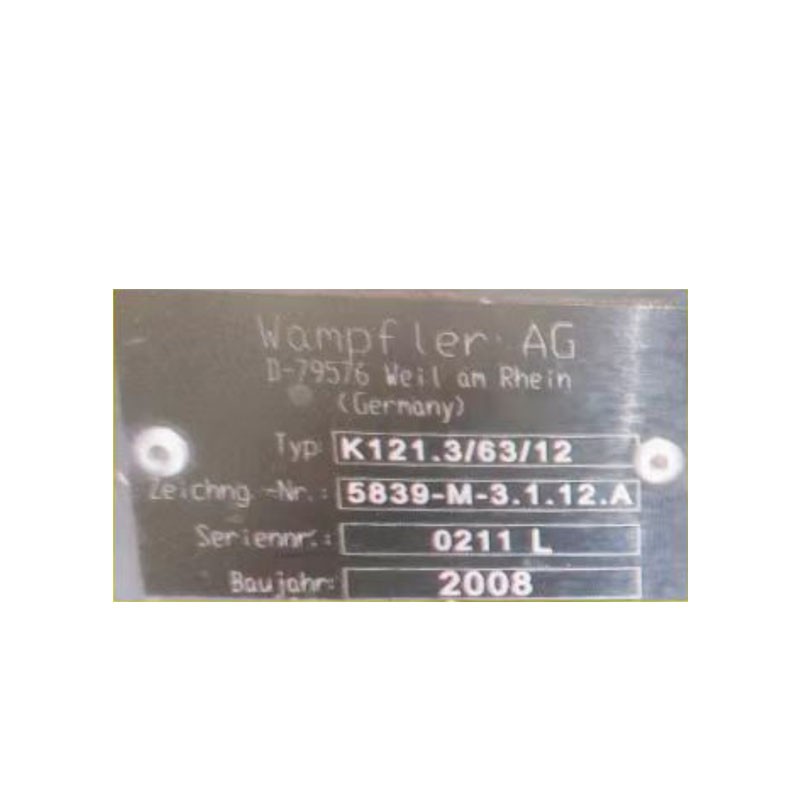 Wampfler AG
D-79576 Weil am Rhein
(Germany)
Typ: K121.3/63/12
Zeichng.-Nr.: 5839-M-3.1.12.A
Seriennr.: 0211 L
Baujahr: 2008